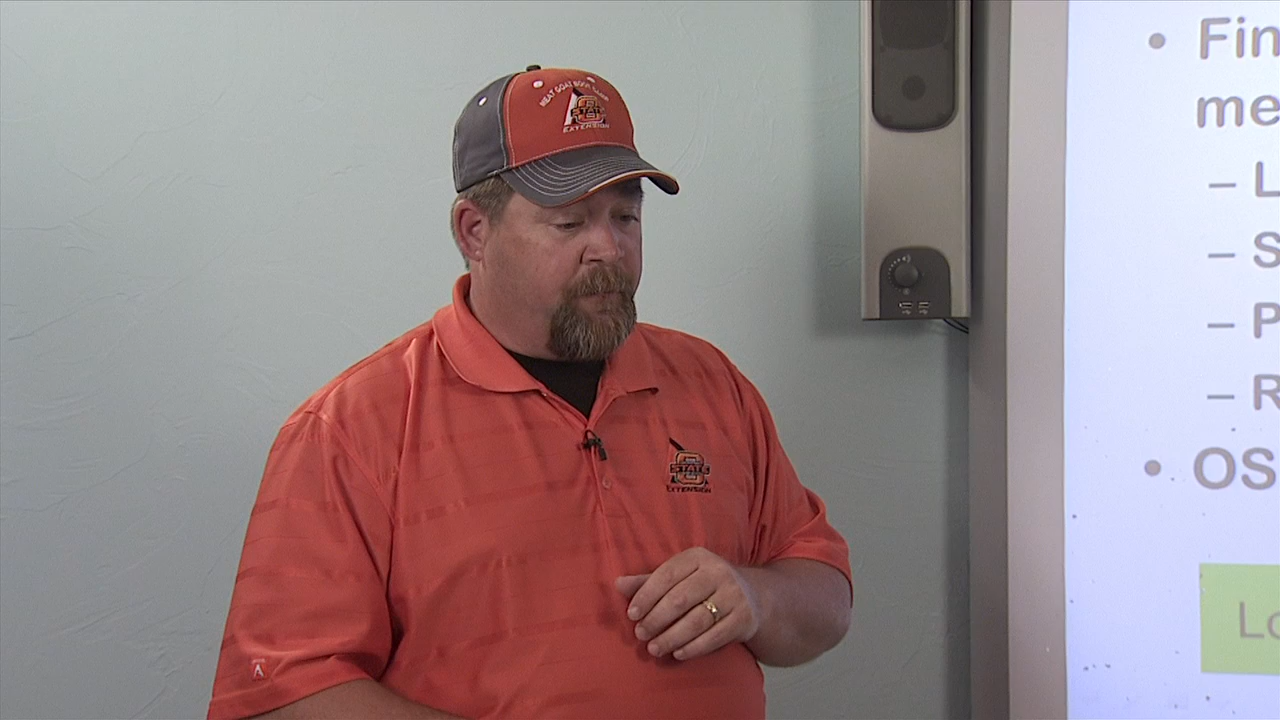 MEAT GOAT BOOT CAMP
STATE
EXTENSION
STATE
EXTENSION
A
• Fin
me
– L
– S
– P
– R
• OS
Lo